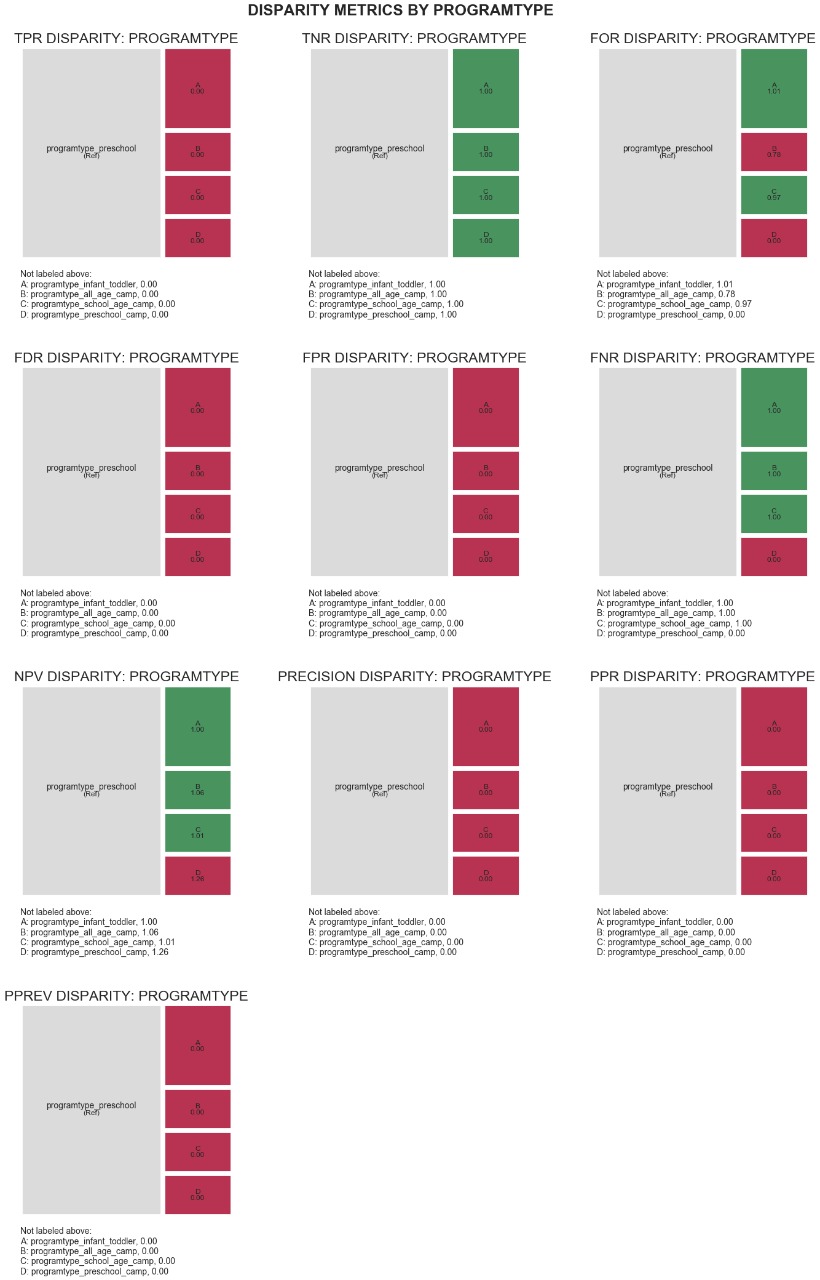 DISPARITY METRICS BY PROGRAMTYPE
TPR DISPARITY: PROGRAMTYPE
programtype_preschool
(Ref)
A
0.00
B
0.00
C
0.00
D
0.00
Not labeled above:
A: programtype_infant_toddler, 0.00
B: programtype_all_age_camp, 0.00
C: programtype_school_age_camp, 0.00
D: programtype_preschool_camp, 0.00
TNR DISPARITY: PROGRAMTYPE
programtype_preschool
(Ref)
A
1.00
B
1.00
C
1.00
D
1.00
Not labeled above:
A: programtype_infant_toddler, 1.00
B: programtype_all_age_camp, 1.00
C: programtype_school_age_camp, 1.00
D: programtype_preschool_camp, 1.00
FOR DISPARITY: PROGRAMTYPE
programtype_preschool
(Ref)
A
1.01
B
0.78
C
0.97
D
0.00
Not labeled above:
A: programtype_infant_toddler, 1.01
B: programtype_all_age_camp, 0.78
C: programtype_school_age_camp, 0.97
D: programtype_preschool_camp, 0.00
FDR DISPARITY: PROGRAMTYPE
programtype_preschool
(Ref)
A
0.00
B
0.00
C
0.00
D
0.00
Not labeled above:
A: programtype_infant_toddler, 0.00
B: programtype_all_age_camp, 0.00
C: programtype_school_age_camp, 0.00
D: programtype_preschool_camp, 0.00
FPR DISPARITY: PROGRAMTYPE
programtype_preschool
(Ref)
A
0.00
B
0.00
C
0.00
D
0.00
Not labeled above:
A: programtype_infant_toddler, 0.00
B: programtype_all_age_camp, 0.00
C: programtype_school_age_camp, 0.00
D: programtype_preschool_camp, 0.00
FNR DISPARITY: PROGRAMTYPE
programtype_preschool
(Ref)
A
1.00
B
1.00
C
1.00
D
0.00
Not labeled above:
A: programtype_infant_toddler, 1.00
B: programtype_all_age_camp, 1.00
C: programtype_school_age_camp, 1.00
D: programtype_preschool_camp, 0.00
NPV DISPARITY: PROGRAMTYPE
programtype_preschool
(Ref)
A
1.00
B
1.06
C
1.01
D
1.26
Not labeled above:
A: programtype_infant_toddler, 1.00
B: programtype_all_age_camp, 1.06
C: programtype_school_age_camp, 1.01
D: programtype_preschool_camp, 1.26
PRECISION DISPARITY: PROGRAMTYPE
programtype_preschool
(Ref)
A
0.00
B
0.00
C
0.00
D
0.00
Not labeled above:
A: programtype_infant_toddler, 0.00
B: programtype_all_age_camp, 0.00
C: programtype_school_age_camp, 0.00
D: programtype_preschool_camp, 0.00
PPR DISPARITY: PROGRAMTYPE
programtype_preschool
(Ref)
A
0.00
B
0.00
C
0.00
D
0.00
Not labeled above:
A: programtype_infant_toddler, 0.00
B: programtype_all_age_camp, 0.00
C: programtype_school_age_camp, 0.00
D: programtype_preschool_camp, 0.00
PPREV DISPARITY: PROGRAMTYPE
programtype_preschool
(Ref)
A
0.00
B
0.00
C
0.00
D
0.00
Not labeled above:
A: programtype_infant_toddler, 0.00
B: programtype_all_age_camp, 0.00
C: programtype_school_age_camp, 0.00
D: programtype_preschool_camp, 0.00